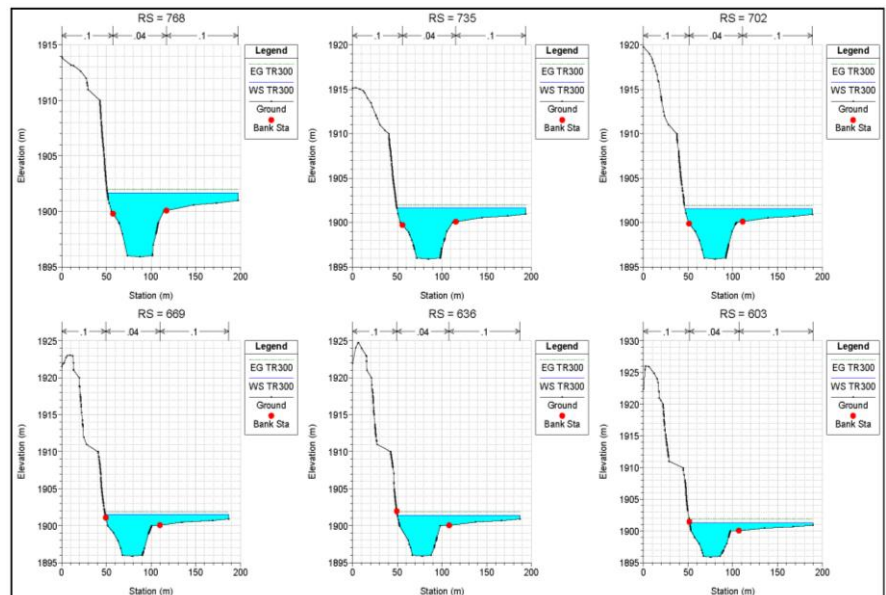 RS = 768
.1 .04 .1
1915
1910
1905
1900
1895
Elevation (m)
0 50 100 150 200
Station (m)
Legend
EG TR300
WS TR300
Ground
Bank Sta
RS = 735
.1 .04 .1
1920
1915
1910
1905
1900
1895
Elevation (m)
0 50 100 150 200
Station (m)
Legend
EG TR300
WS TR300
Ground
Bank Sta
RS = 702
.1 .04 .1
1920
1915
1910
1905
1900
1895
Elevation (m)
0 50 100 150 200
Station (m)
Legend
EG TR300
WS TR300
Ground
Bank Sta
RS = 669
.1 .04 .1
1925
1920
1915
1910
1905
1900
1895
Elevation (m)
0 50 100 150 200
Station (m)
Legend
EG TR300
WS TR300
Ground
Bank Sta
RS = 636
.1 .04 .1
1925
1920
1915
1910
1905
1900
1895
Elevation (m)
0 50 100 150 200
Station (m)
Legend
EG TR300
WS TR300
Ground
Bank Sta
RS = 603
.1 .04 .1
1930
1925
1920
1915
1910
1905
1900
1895
Elevation (m)
0 50 100 150 200
Station (m)
Legend
EG TR300
WS TR300
Ground
Bank Sta